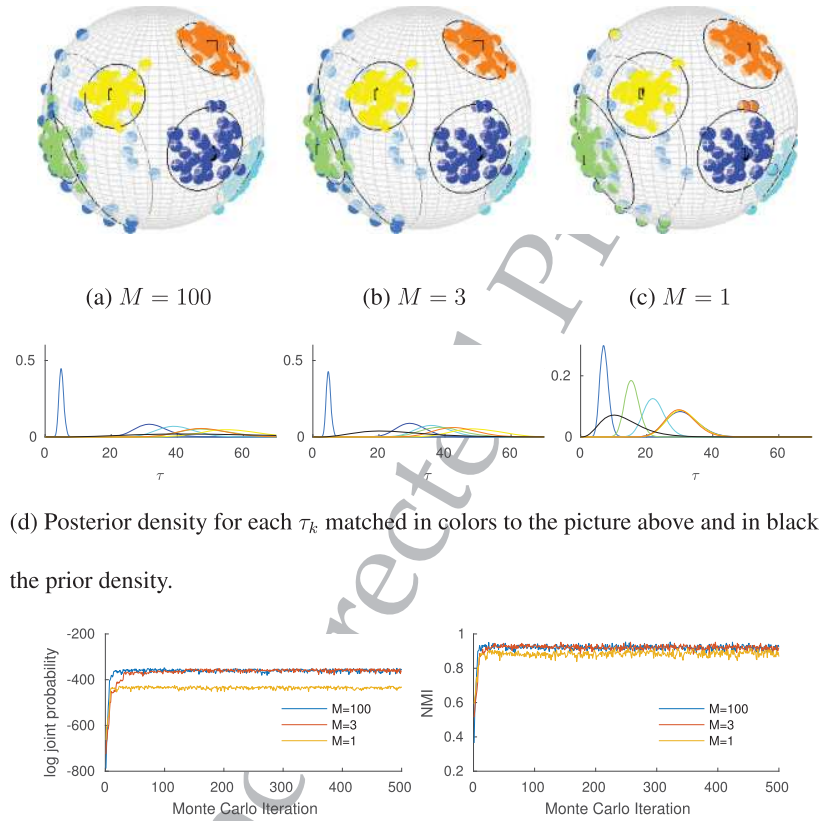 (a) M = 100
(b) M = 3
(c) M = 1
0.5
0
0 20 40 60
τ
0.5
0
0 20 40 60
τ
0.2
0
0 20 40 60
τ
(d) Posterior density for each τk matched in colors to the picture above and in black
the prior density.
-200
-400
-600
-800
log joint probability
M=100
M=3
M=1
0 100 200 300 400 500
Monte Carlo Iteration
1
0.8
0.6
0.4
0.2
NMI
M=100
M=3
M=1
0 100 200 300 400 500
Monte Carlo Iteration